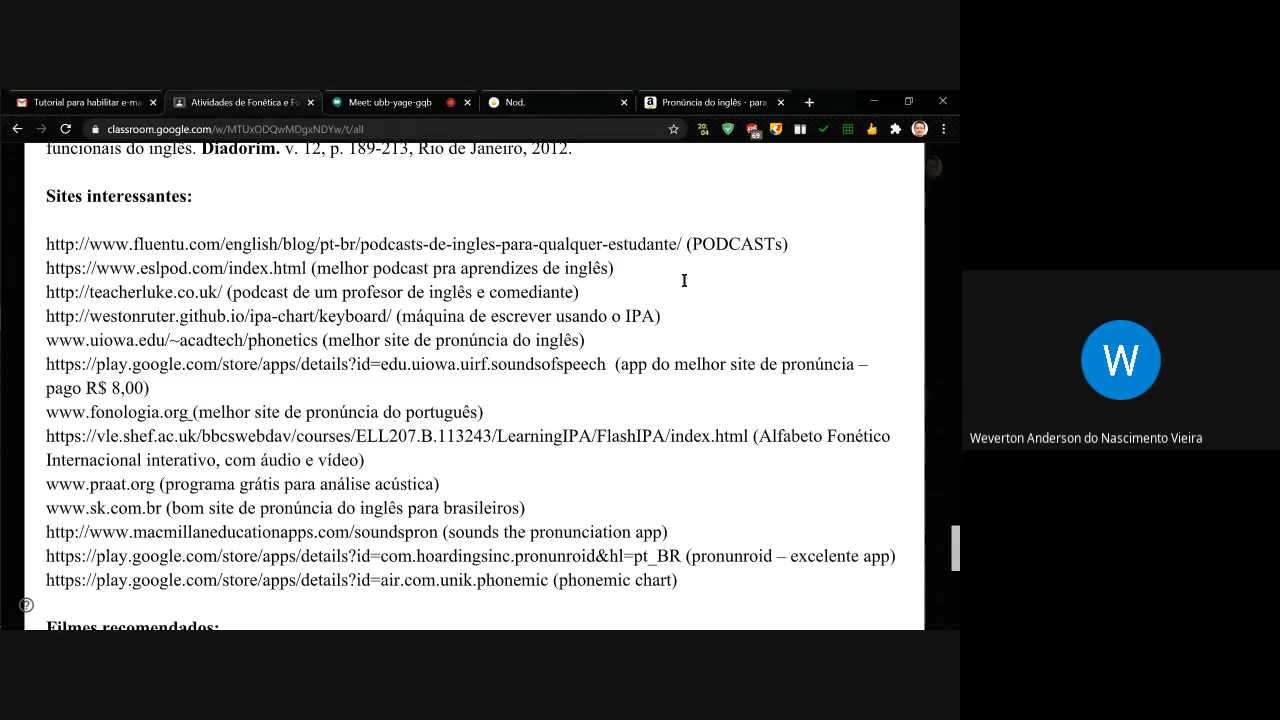 Tutorial para habilitar e-ma
Atividades de Fonética e Fo
Meet: ubb-yage-gqb
Nod.
Pronúncia do inglês - para
classroom.google.com/w/MTUxODQwMDgxNDYw/t/all
funcionais do inglês. Diadorim. v. 12, p. 189-213, Rio de Janeiro, 2012.
Sites interessantes:
http://www.fluentu.com/english/blog/pt-br/podcasts-de-ingles-para-qualquer-estudante/ (PODCASTs)
https://www.eslpod.com/index.html (melhor podcast pra aprendizes de inglês)
http://teacherluke.co.uk/ (podcast de um profesor de inglês e comediante)
http://westonruter.github.io/ipa-chart/keyboard/ (máquina de escrever usando o IPA)
www.uiowa.edu/~acadtech/phonetics (melhor site de pronúncia do inglês)
https://play.google.com/store/apps/details?id=edu.uiowa.uirf.soundsofspeech (app do melhor site de pronúncia –
pago R$ 8,00)
www.fonologia.org (melhor site de pronúncia do português)
https://vle.shef.ac.uk/bbcswebdav/courses/ELL207.B.113243/LearningIPA/FlashIPA/index.html (Alfabeto Fonético
Internacional interativo, com áudio e vídeo)
www.praat.org (programa grátis para análise acústica)
www.sk.com.br (bom site de pronúncia do inglês para brasileiros)
http://www.macmillaneducationapps.com/soundspron (sounds the pronunciation app)
https://play.google.com/store/apps/details?id=com.hoardingsinc.pronunroid&hl=pt_BR (pronunroid – excelente app)
https://play.google.com/store/apps/details?id=air.com.unik.phonemic (phonemic chart)
Filmes recomendados:
W
Weverton Anderson do Nascimento Vieira